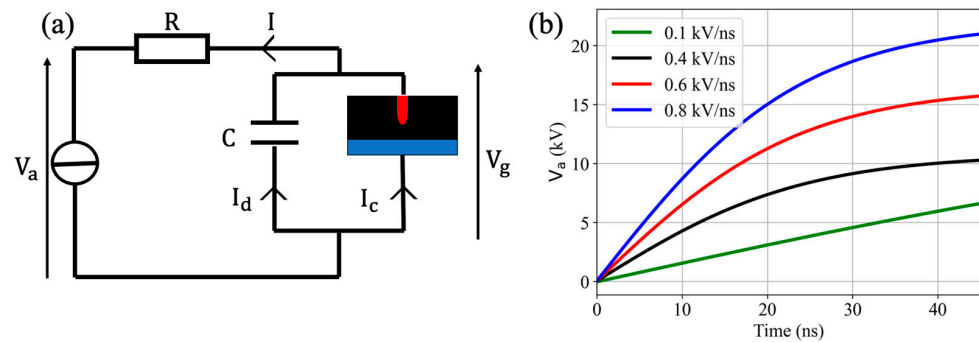 (a)
R
I
C
V_a
V_g
I_d
I_c
(b)
0.1 kV/ns
0.4 kV/ns
0.6 kV/ns
0.8 kV/ns
V_a (kV)
20
15
10
5
0
0 10 20 30 40
Time (ns)